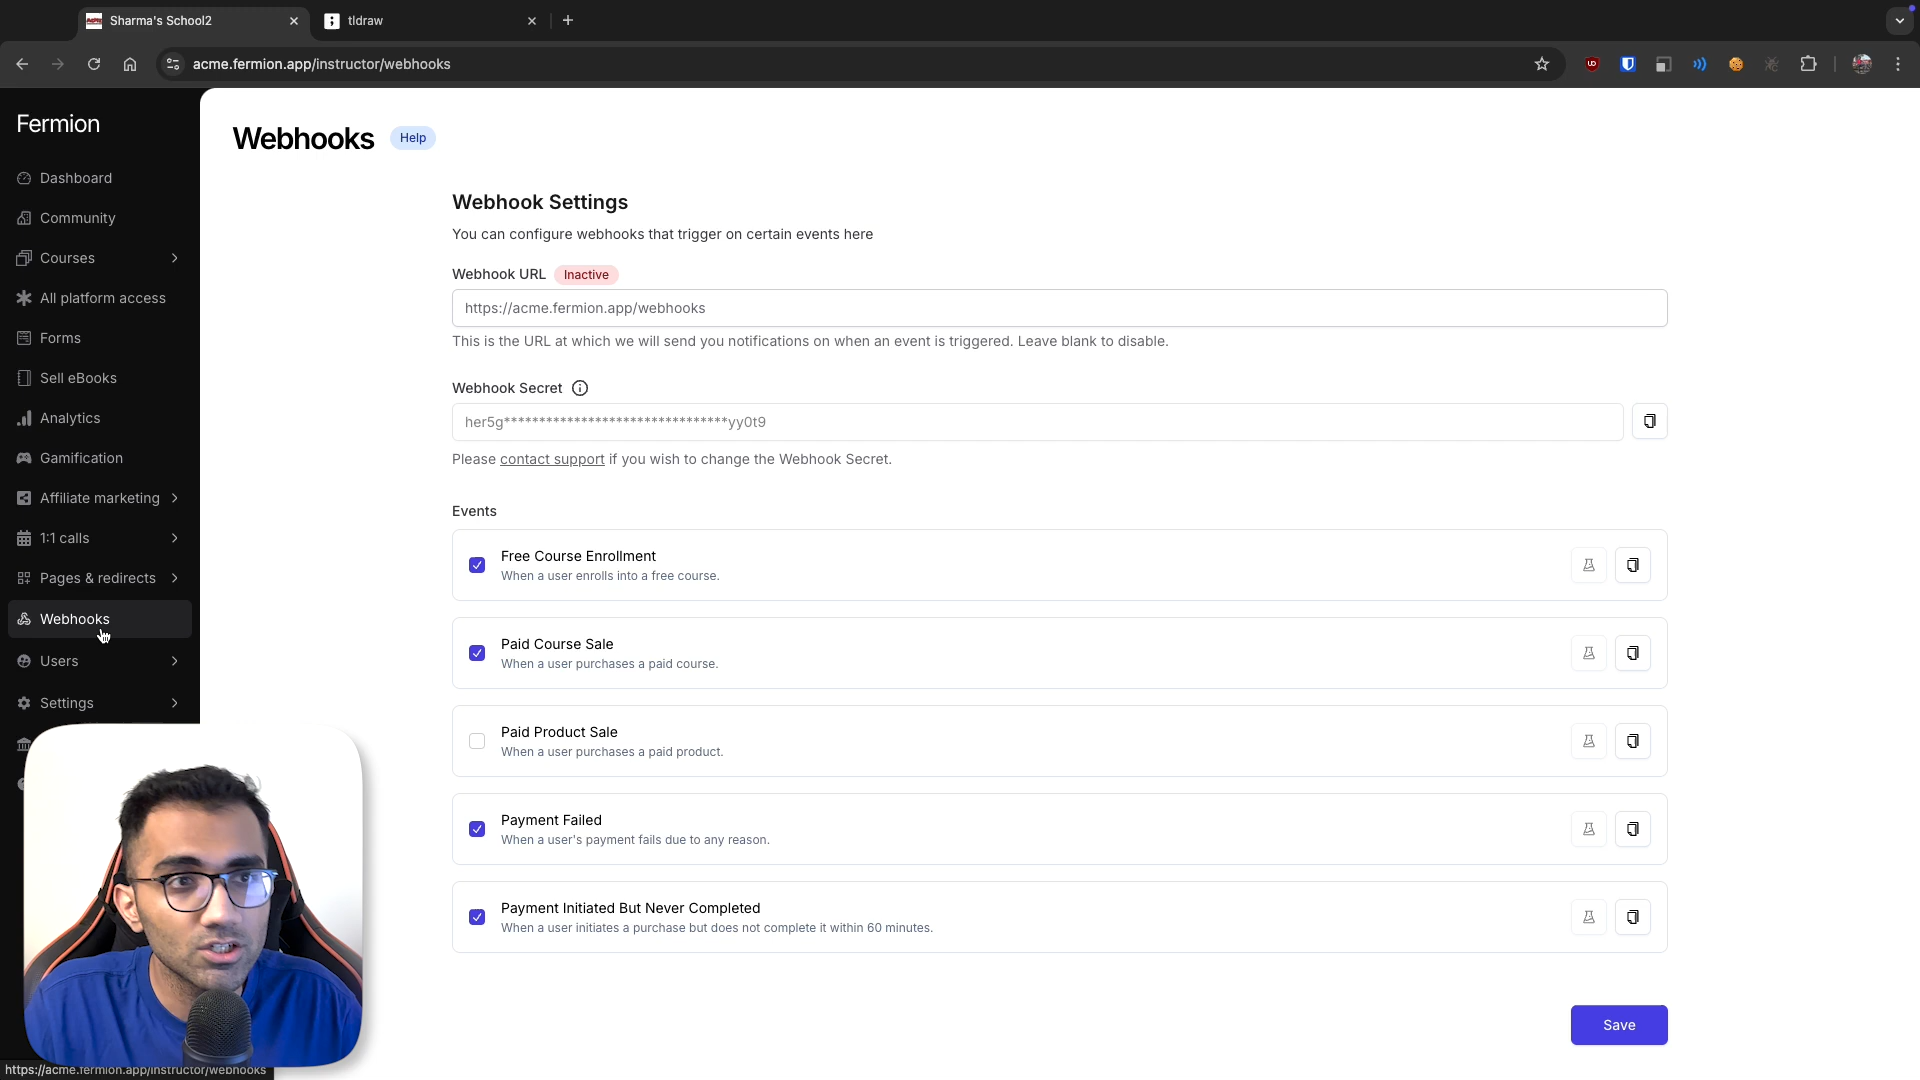 Sharma's School2
tldraw
acme.fermion.app/instructor/webhooks
Fermion
Dashboard
Community
Courses
All platform access
Forms
Sell eBooks
Analytics
Gamification
Affiliate marketing
1:1 calls
Pages & redirects
Webhooks
Users
Settings
Webhooks
Help
Webhook Settings
You can configure webhooks that trigger on certain events here
Webhook URL Inactive
https://acme.fermion.app/webhooks
This is the URL at which we will send you notifications on when an event is triggered. Leave blank to disable.
Webhook Secret
her5g********************************yy0t9
Please contact support if you wish to change the Webhook Secret.
Events
Free Course Enrollment
When a user enrolls into a free course.
Paid Course Sale
When a user purchases a paid course.
Paid Product Sale
When a user purchases a paid product.
Payment Failed
When a user's payment fails due to any reason.
Payment Initiated But Never Completed
When a user initiates a purchase but does not complete it within 60 minutes.
Save
https://acme.fermion.app/instructor/webhooks